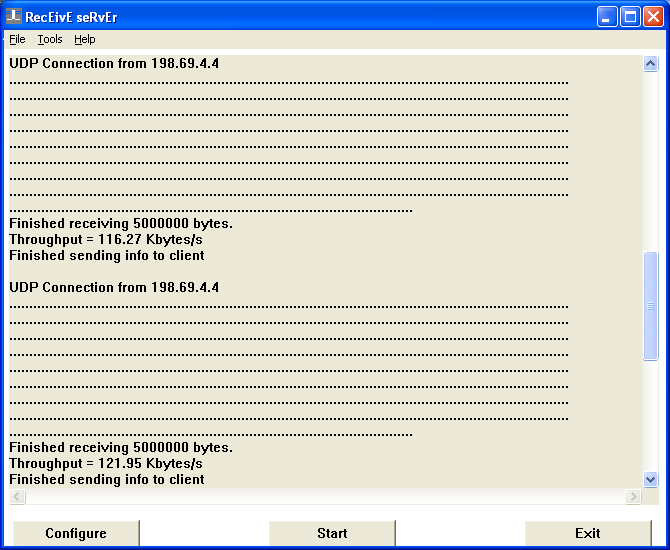 RecEivE seRvEr
File Tools Help
UDP Connection from 198.69.4.4
............................................................................................................................................
............................................................................................................................................
............................................................................................................................................
............................................................................................................................................
............................................................................................................................................
............................................................................................................................................
............................................................................................................................................
............................................................................................................................................
.....................................................................................................
Finished receiving 5000000 bytes.
Throughput = 116.27 Kbytes/s
Finished sending info to client
UDP Connection from 198.69.4.4
............................................................................................................................................
............................................................................................................................................
............................................................................................................................................
............................................................................................................................................
............................................................................................................................................
............................................................................................................................................
............................................................................................................................................
............................................................................................................................................
.....................................................................................................
Finished receiving 5000000 bytes.
Throughput = 121.95 Kbytes/s
Finished sending info to client
Configure Start Exit